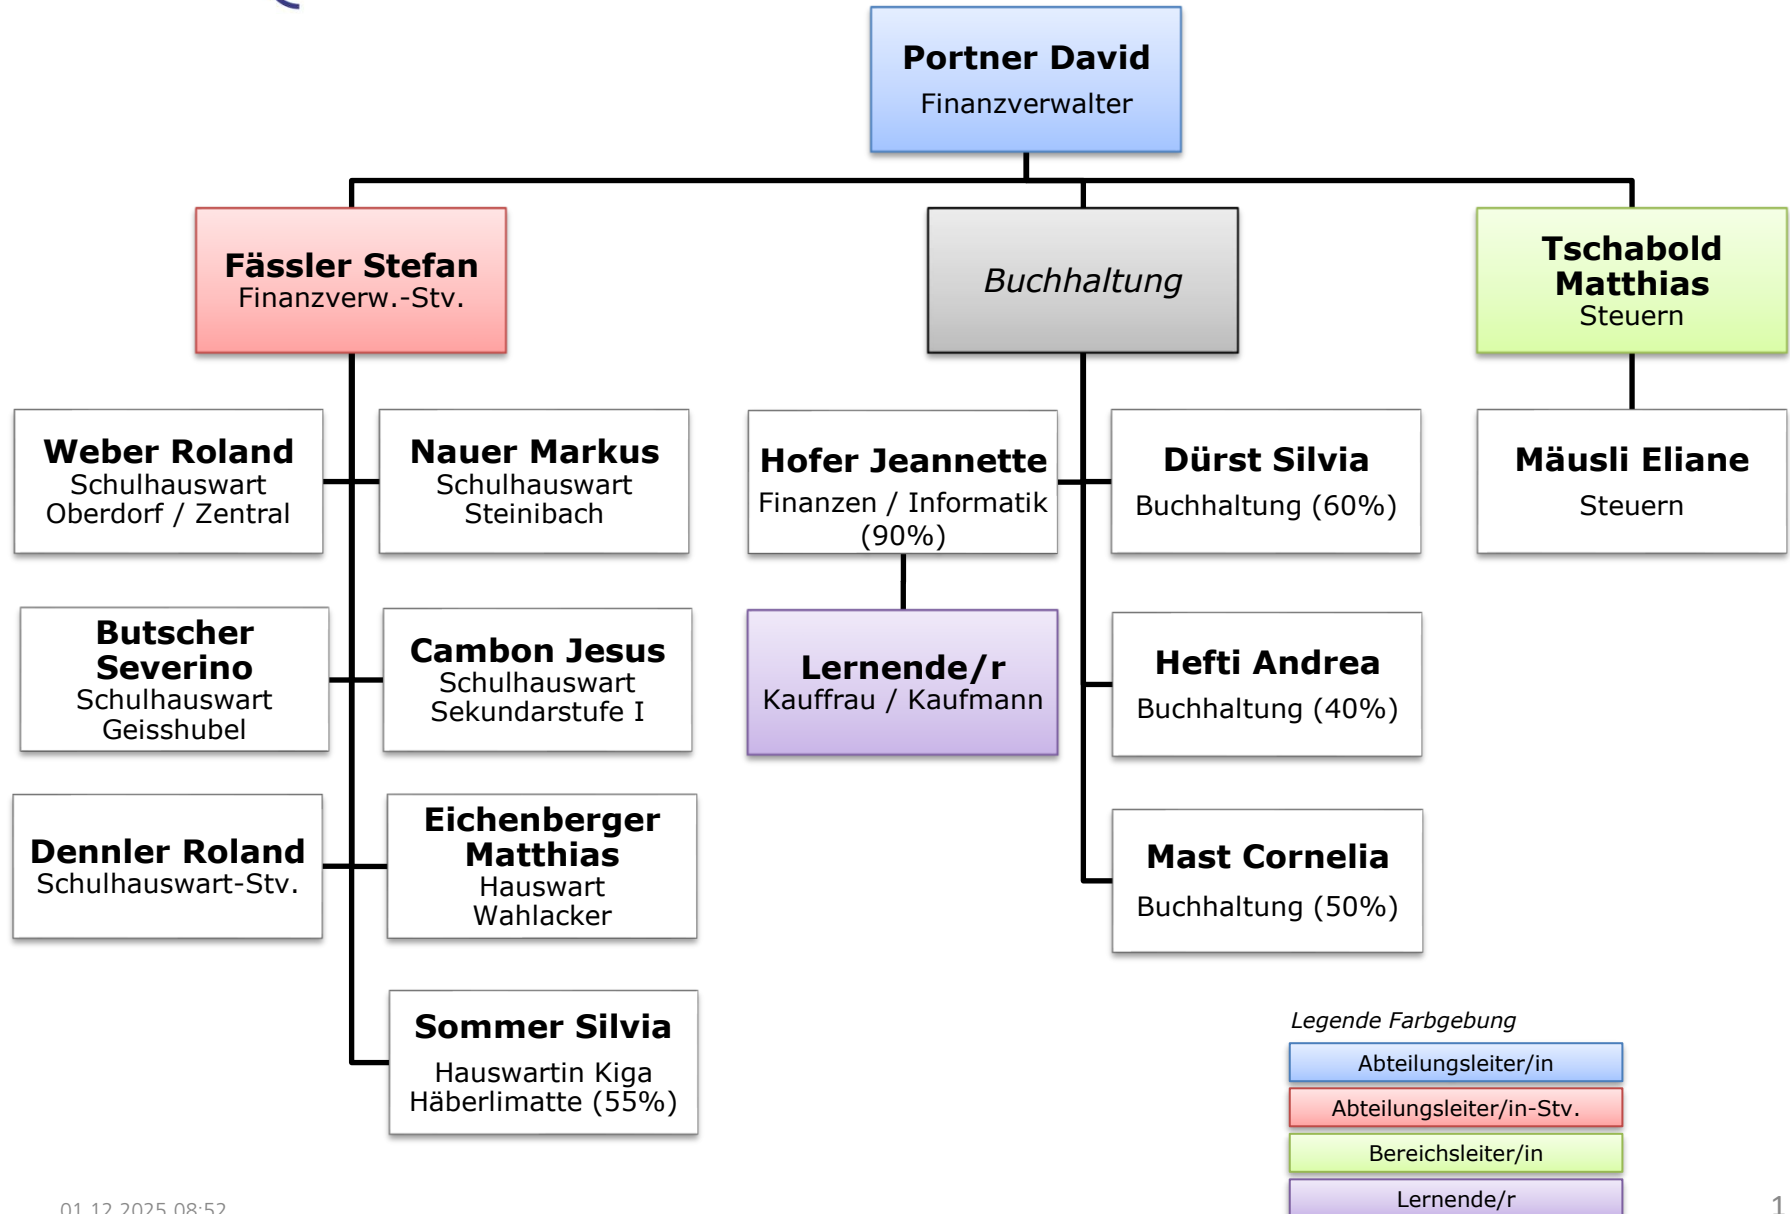 Portner David
Finanzverwalter
Fässler Stefan
Finanzverw.-Stv.
Buchhaltung
Tschabold
Matthias
Steuern
Weber Roland
Schulhauswart
Oberdorf / Zentral
Nauer Markus
Schulhauswart
Steinibach
Hofer Jeannette
Finanzen / Informatik
(90%)
Dürst Silvia
Buchhaltung (60%)
Mäusli Eliane
Steuern
Butscher
Severino
Schulhauswart
Geisshubel
Cambon Jesus
Schulhauswart
Sekundarstufe I
Lernende/r
Kauffrau / Kaufmann
Hefti Andrea
Buchhaltung (40%)
Dennler Roland
Schulhauswart-Stv.
Eichenberger
Matthias
Hauswart
Wahlacker
Mast Cornelia
Buchhaltung (50%)
Sommer Silvia
Hauswartin Kiga
Häberlimatte (55%)
Legende Farbgebung
Abteilungsleiter/in
Abteilungsleiter/in-Stv.
Bereichsleiter/in
Lernende/r
01.12.2025 08:52
1